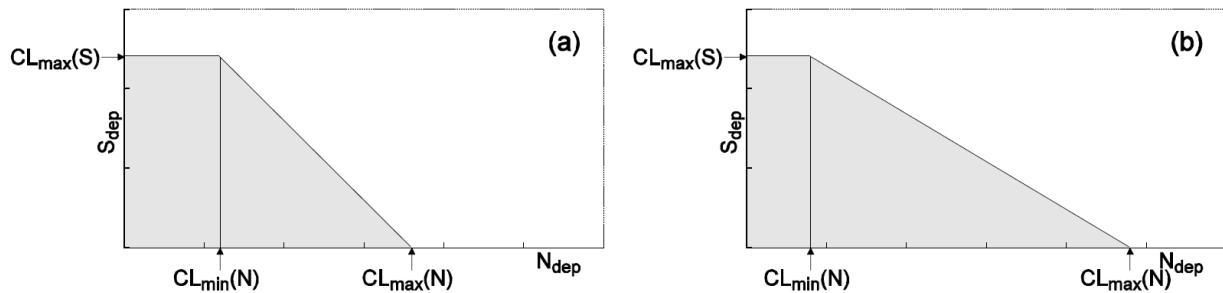 (a)
CLmax(S)
Sdep
Ndep
CLmin(N)
CLmax(N)
(b)
CLmax(S)
Sdep
Ndep
CLmin(N)
CLmax(N)